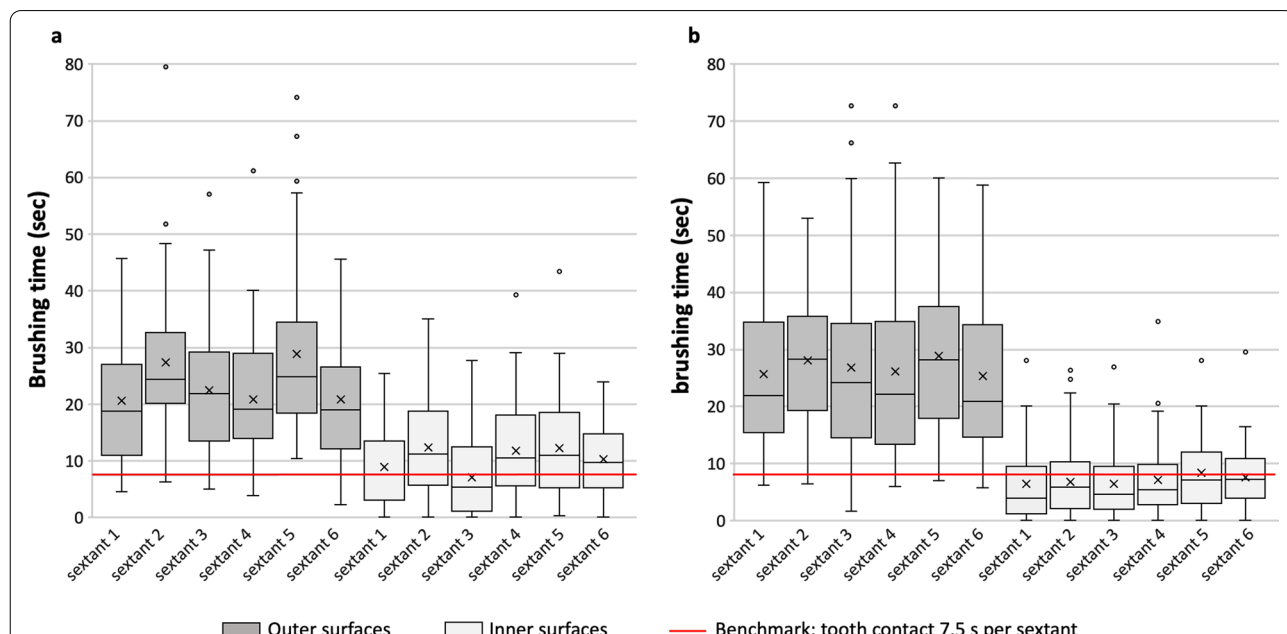 a
b
80
70
60
50
40
30
20
10
0
Brushing time (sec)
sextant 1
sextant 2
sextant 3
sextant 4
sextant 5
sextant 6
sextant 1
sextant 2
sextant 3
sextant 4
sextant 5
sextant 6
80
70
60
50
40
30
20
10
0
brushing time (sec)
sextant 1
sextant 2
sextant 3
sextant 4
sextant 5
sextant 6
sextant 1
sextant 2
sextant 3
sextant 4
sextant 5
sextant 6
Outer surfaces
Inner surfaces
Benchmark: tooth contact 7.5 s per sextant